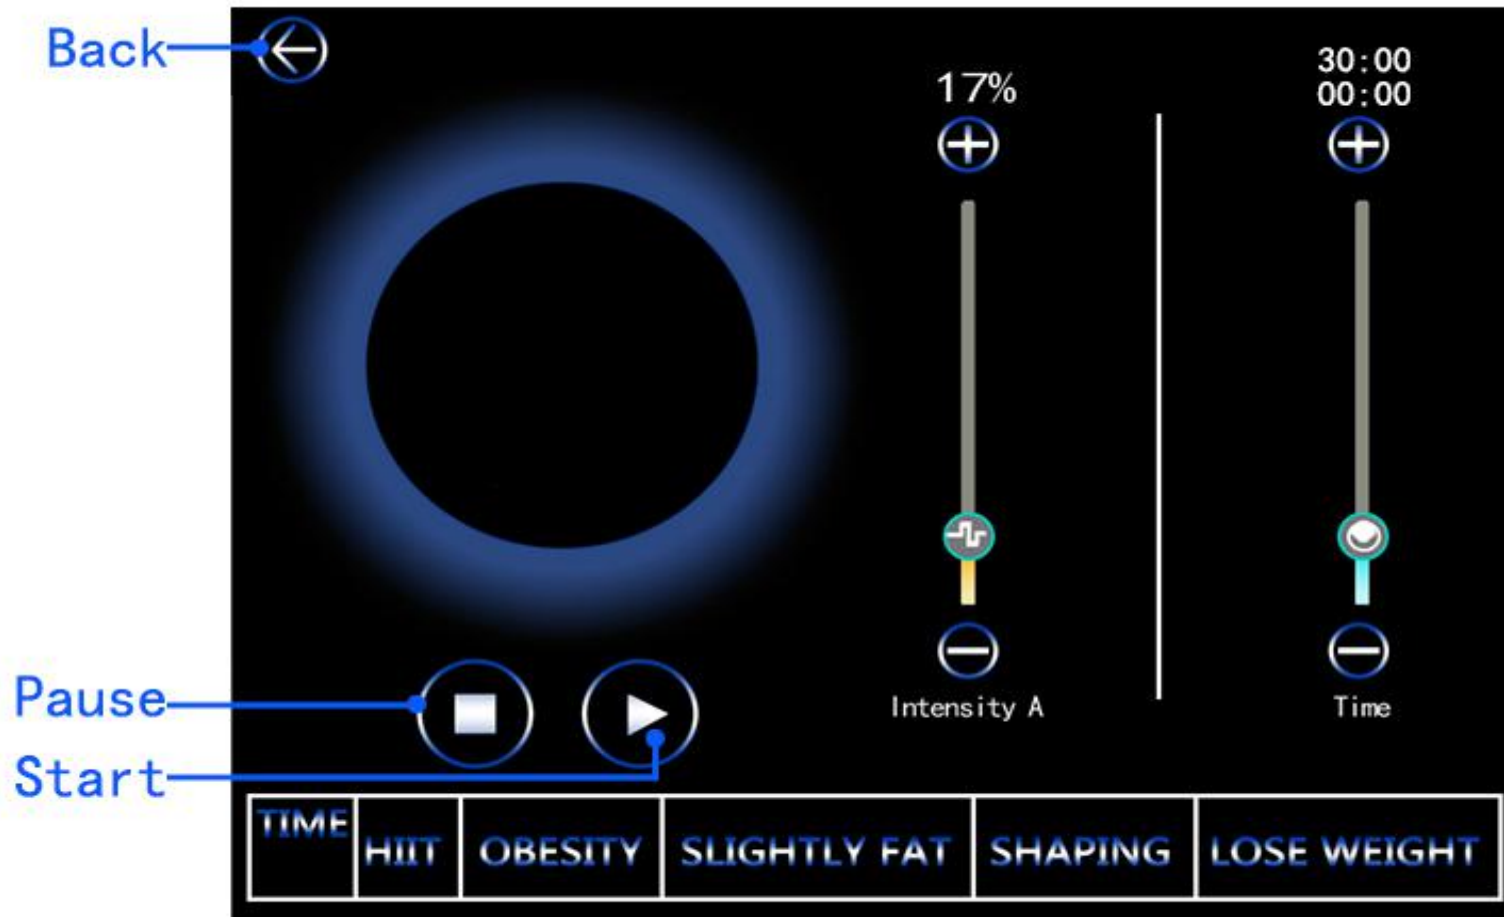 Back
17%
30:00
00:00
Pause
Start
Intensity A
Time
TIME
HIIT
OBESITY
SLIGHTLY FAT
SHAPING
LOSE WEIGHT